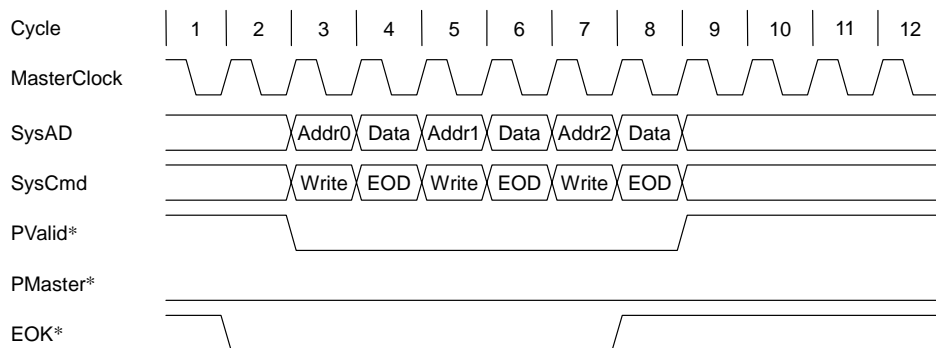 Cycle 1 2 3 4 5 6 7 8 9 10 11 12
MasterClock
SysAD Addr0 Data Addr1 Data Addr2 Data
SysCmd Write EOD Write EOD Write EOD
PValid*
PMaster*
EOK*